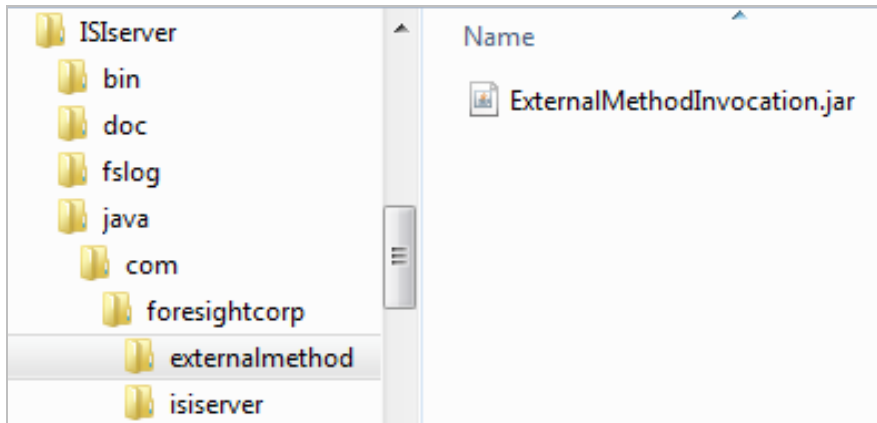 ISIserver
bin
doc
fslog
java
com
foresightcorp
externalmethod
isiserver
Name
ExternalMethodInvocation.jar